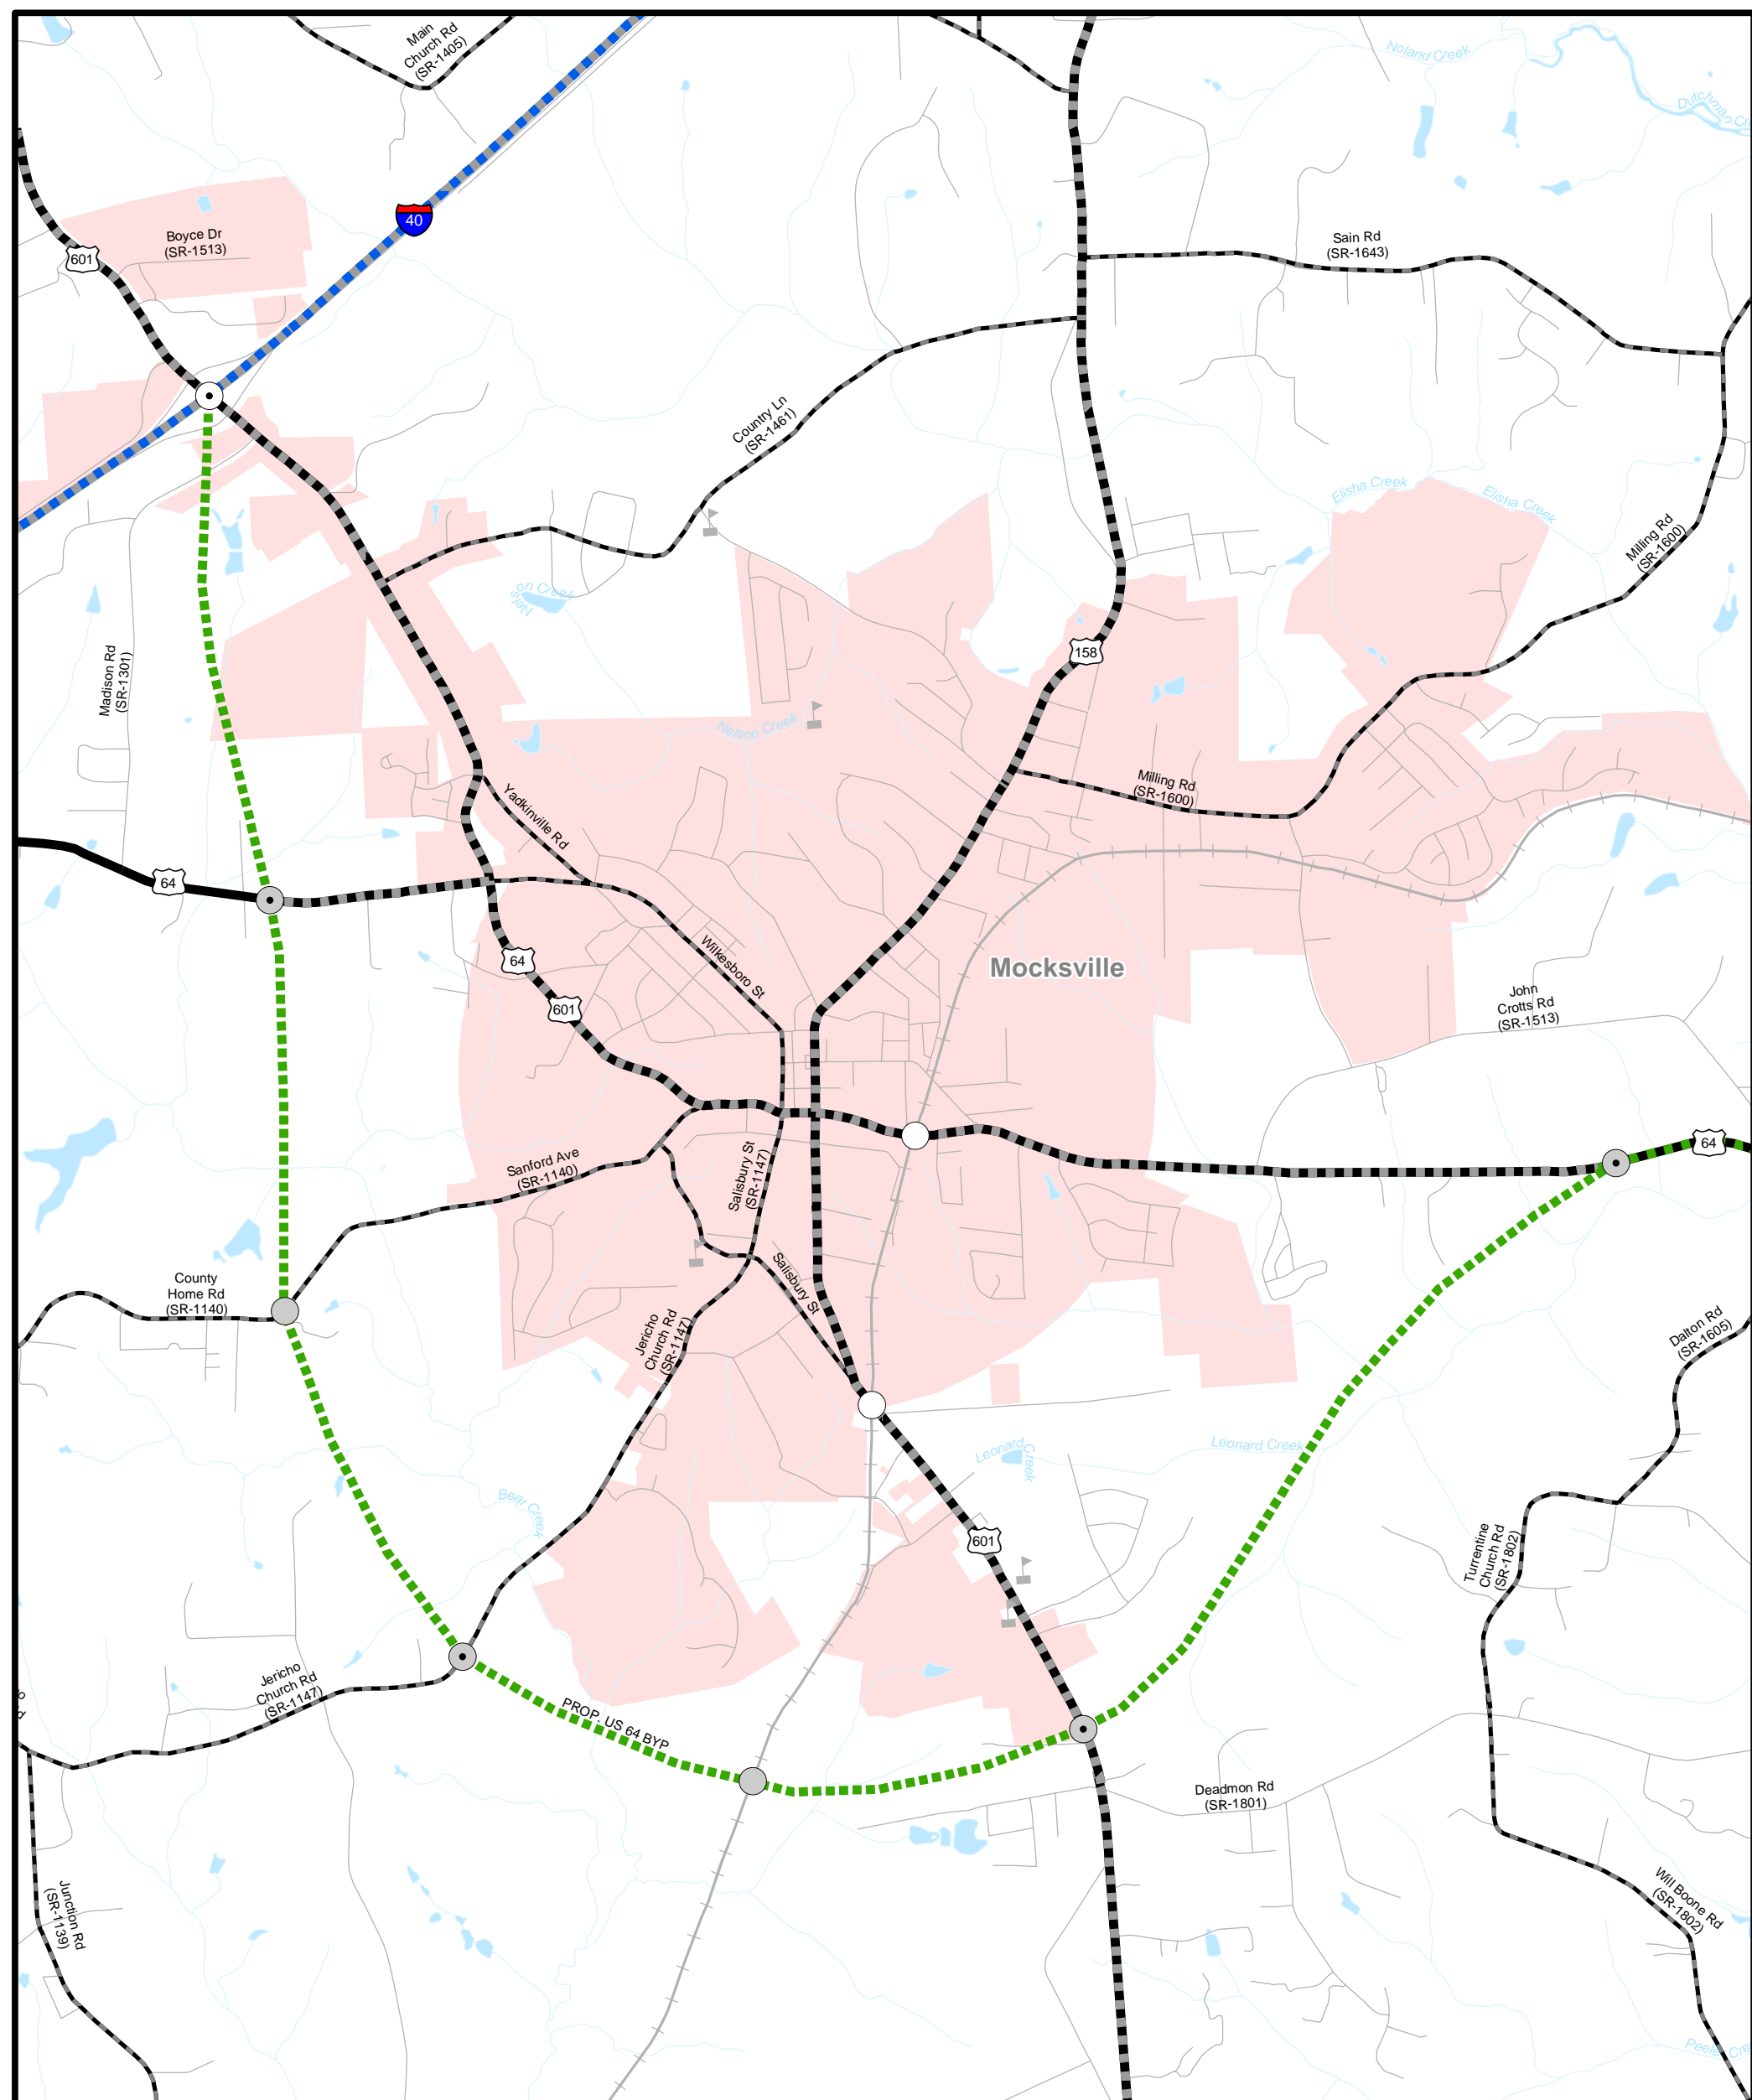 Main
Church Rd
(SR-1405)
Noland Creek
Dutchman Cr
40
Boyce Dr
(SR-1513)
601
Sain Rd
(SR-1643)
Country Ln
(SR-1461)
Elisha Creek
Elisha Creek
Milling Rd
(SR-1600)
Nelson Creek
Madison Rd
(SR-1301)
158
Nelson Creek
Milling Rd
(SR-1600)
Yadkinville Rd
64
Wilkesboro St
64
Mocksville
601
John
Crotts Rd
(SR-1513)
64
Sanford Ave
(SR-1140)
Salisbury St
(SR-1147)
County
Home Rd
(SR-1140)
Salisbury St
Jericho
Church Rd
(SR-1147)
Dalton Rd
(SR-1605)
Leonard Creek
Leonard Creek
Bear Creek
601
Turrentine
Church Rd
(SR-1802)
Jericho
Church Rd
(SR-1147)
PROP. US 64 BYP
Deadmon Rd
(SR-1801)
Junction Rd
(SR-1139)
Will Boone Rd
(SR-1802)
Peeler Cre